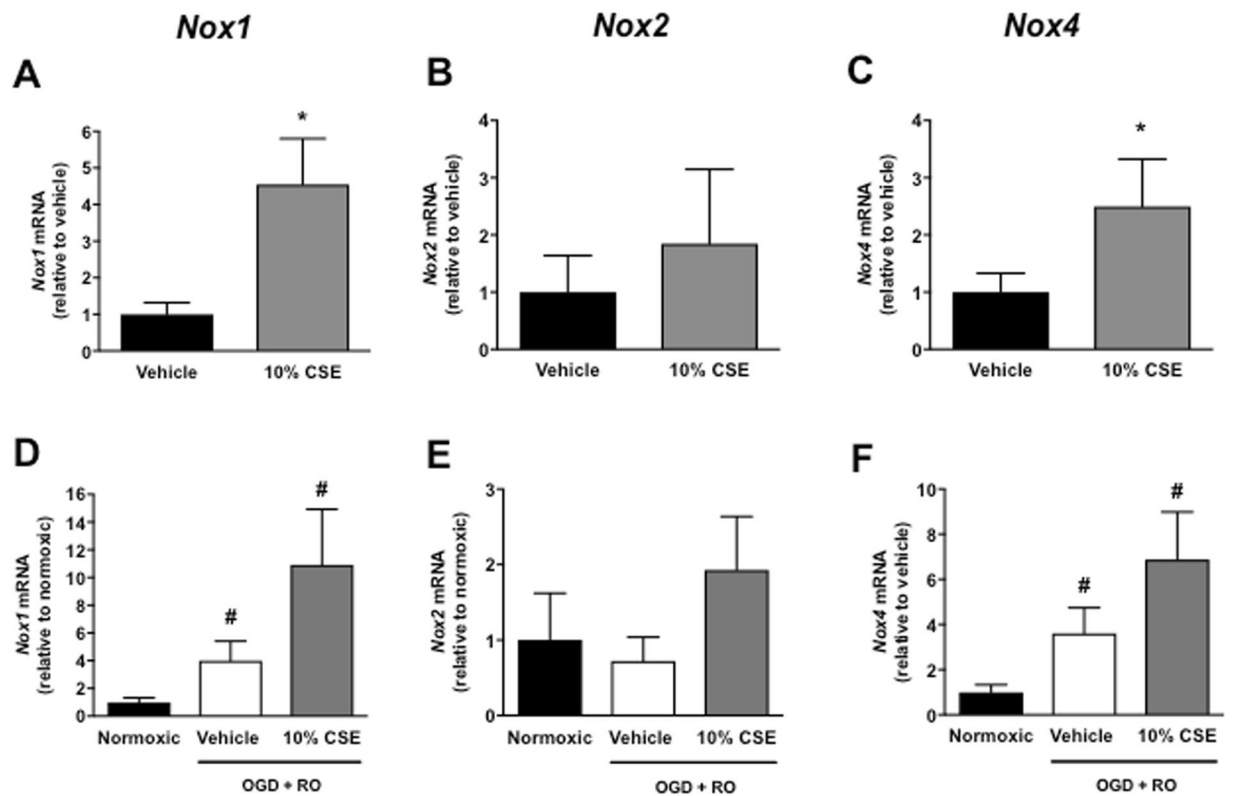 Nox1
Nox2
Nox4
A
Nox1 mRNA
(relative to vehicle)
6
5
4
3
2
1
0
*
Vehicle
10% CSE
B
Nox2 mRNA
(relative to vehicle)
4
3
2
1
0
Vehicle
10% CSE
C
Nox4 mRNA
(relative to vehicle)
4
3
2
1
0
*
Vehicle
10% CSE
D
Nox1 mRNA
(relative to normoxic)
16
14
12
10
8
6
4
2
0
#
#
Normoxic
Vehicle
10% CSE
OGD + RO
E
Nox2 mRNA
(relative to normoxic)
3
2
1
0
Normoxic
Vehicle
10% CSE
OGD + RO
F
Nox4 mRNA
(relative to vehicle)
10
8
6
4
2
0
#
#
Normoxic
Vehicle
10% CSE
OGD + RO